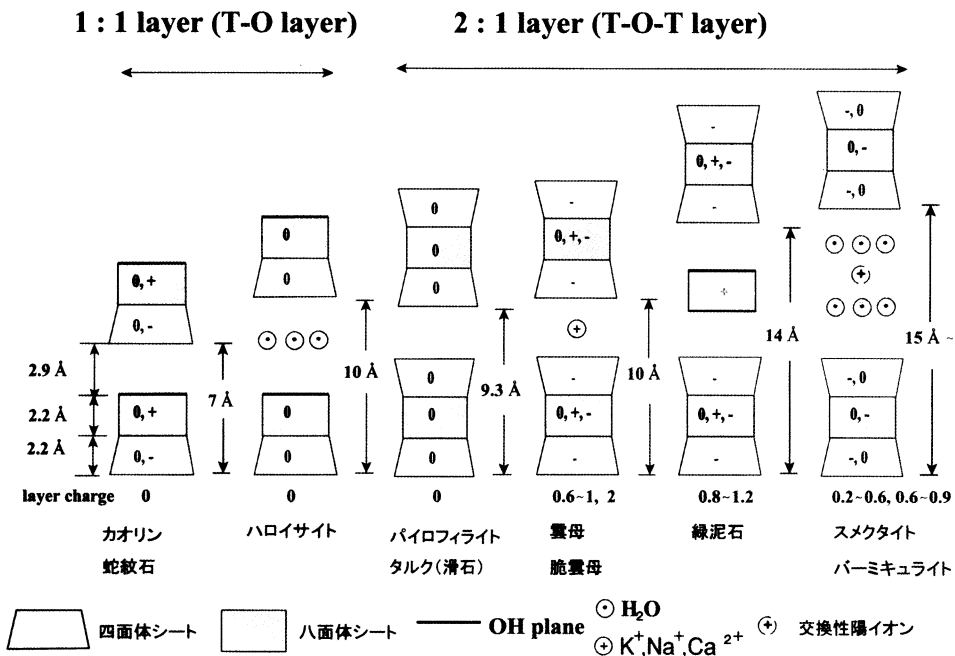 1 : 1 layer (T-O layer)
2 : 1 layer (T-O-T layer)
0, +
0, -
0, +
0, -
2.9 Å
2.2 Å
2.2 Å
7 Å
0
0
0
0
10 Å
0
0
0
0
0
0
9.3 Å
-
0, +, -
-
+
-
0, +, -
-
10 Å
-
0, +, -
-
+
-
0, +, -
-
14 Å
-, 0
0, -
-, 0
+
-, 0
0, -
-, 0
15 Å ~
layer charge 0 0 0 0.6~1, 2 0.8~1.2 0.2~0.6, 0.6~0.9
カオリン ハロイサイト パイロフィライト 雲母 緑泥石 スメクタイト
蛇紋石 タルク(滑石) 脆雲母 バーミキュライト
四面体シート 八面体シート OH plane H₂O 交換性陽イオン
K⁺,Na⁺,Ca²⁺